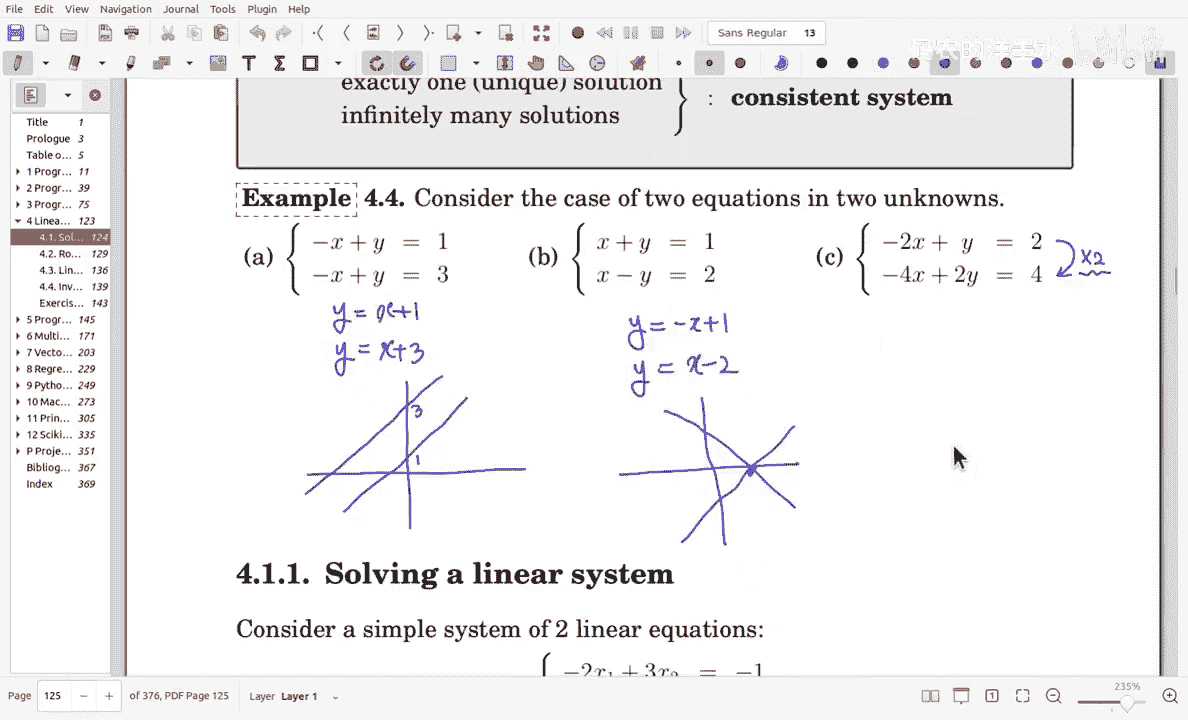 File Edit View Navigation Journal Tools Plugin Help
Sans Regular 13
Title 1
Prologue 3
Table o... 5
1 Progr... 11
2 Progr... 39
3 Progr... 75
4 Linea... 123
4.1. Sol... 124
4.2. Ro... 129
4.3. Lin... 136
4.4. Inv... 139
Exercis... 143
5 Progr... 145
6 Multi... 171
7 Vecto... 203
8 Regre... 229
9 Pytho... 249
10 Mac... 273
11 Prin... 305
12 Sciki... 335
P Proje... 351
Bibliog... 367
Index 369
exactly one (unique) solution
infinitely many solutions
: consistent system
Example 4.4. Consider the case of two equations in two unknowns.
(a) { −x + y = 1
−x + y = 3
(b) { x + y = 1
x − y = 2
(c) { −2x + y = 2
−4x + 2y = 4
×2
y = x+1
y = x+3
3
1
y = -x+1
y = x-2
4.1.1. Solving a linear system
Consider a simple system of 2 linear equations:
−2x₁ + 3x₂ = −1
Page 125 − + of 376, PDF Page 125 Layer Layer 1
235%